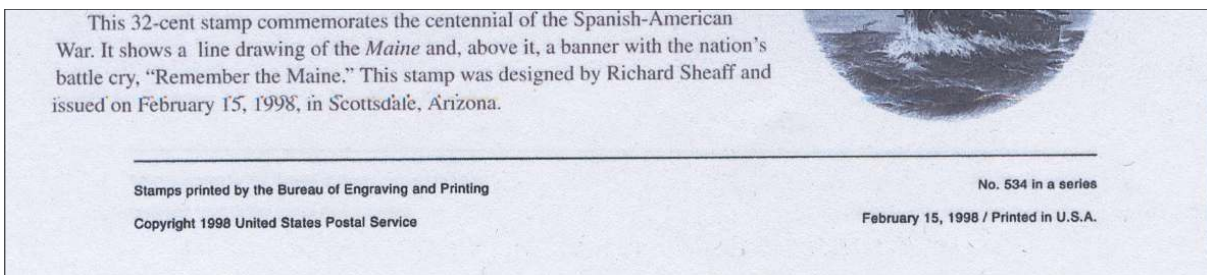 This 32-cent stamp commemorates the centennial of the Spanish-American
War. It shows a line drawing of the Maine and, above it, a banner with the nation's
battle cry, “Remember the Maine.” This stamp was designed by Richard Sheaff and
issued on February 15, 1998, in Scottsdale, Arizona.
Stamps printed by the Bureau of Engraving and Printing
Copyright 1998 United States Postal Service
No. 534 in a series
February 15, 1998 / Printed in U.S.A.